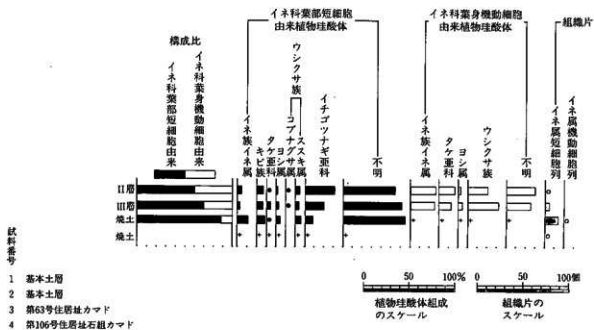 イネ科葉部短細胞
由来植物珪酸体
イネ科葉身機動細胞
由来植物珪酸体
組織片
構成比
イネ科葉部短細胞由来
イネ科葉身機動細胞由来
ウシクサ族
イネ族イネ属
キビ族
タケ亜科
ヨシ属
コブナグサ属
ススキ属
イチゴツナギ亜科
不明
イネ族イネ属
タケ亜科
ヨシ属
ウシクサ族
不明
イネ属短細胞列
イネ属機動細胞列
II層
III層
焼土
焼土
試料番号
1 基本土層
2 基本土層
3 第63号住居址カマド
4 第106号住居址石組カマド
0 50 100%
植物珪酸体組成
のスケール
0 50 100個
組織片の
スケール